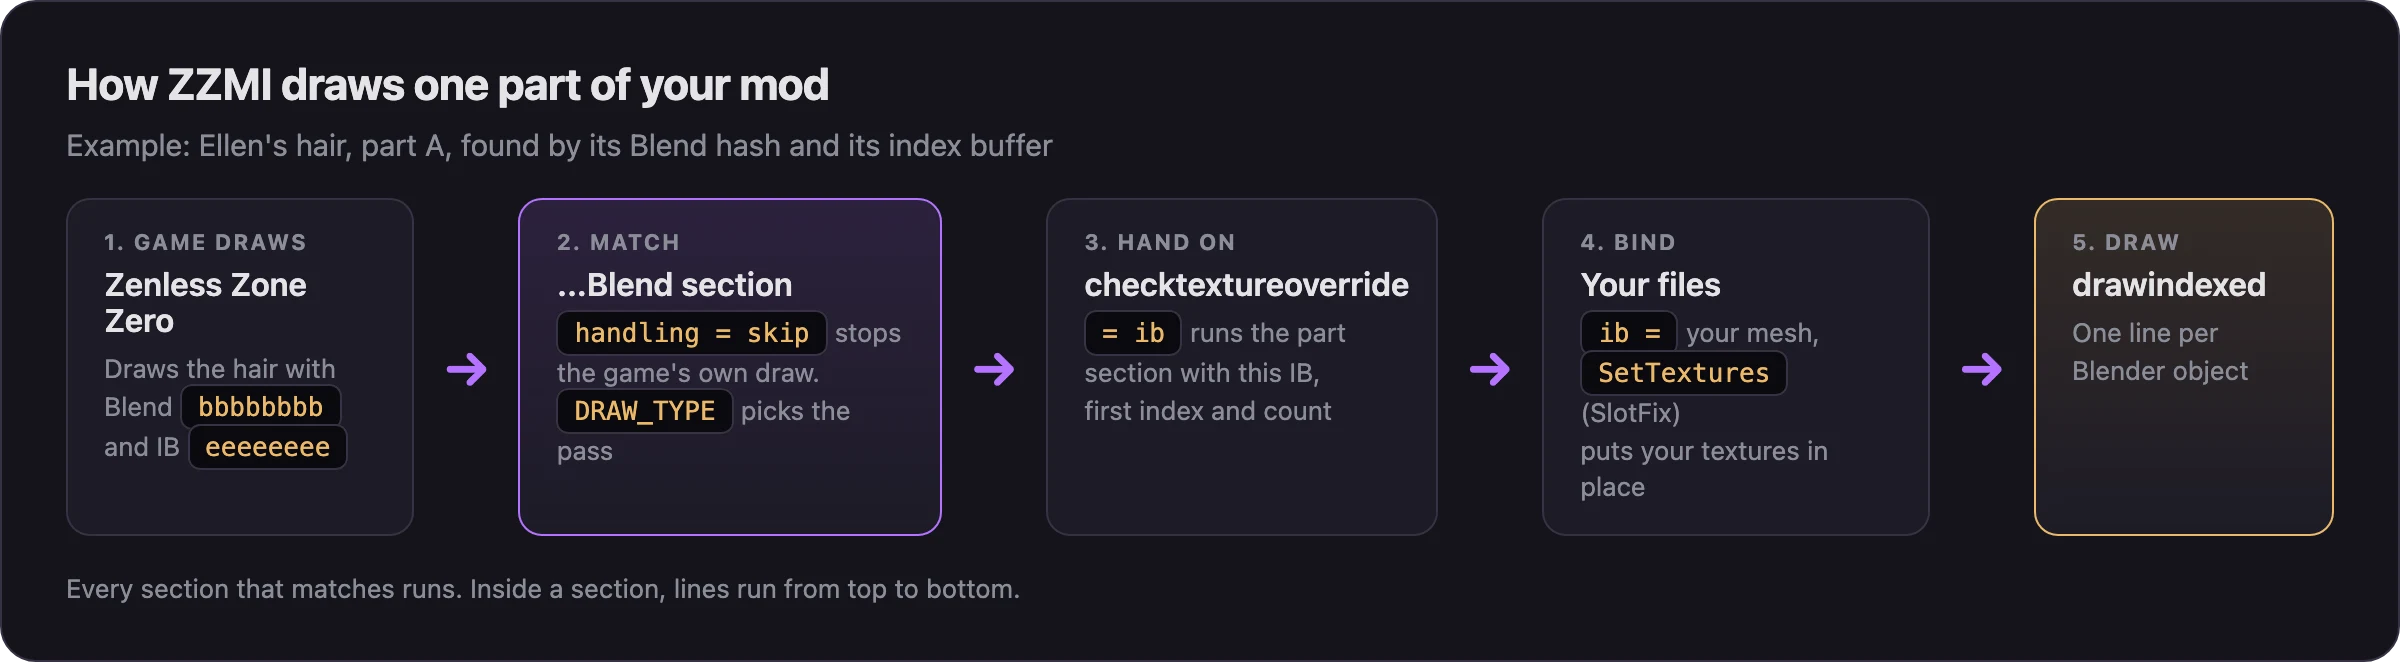 How ZZMI draws one part of your mod
Example: Ellen's hair, part A, found by its Blend hash and its index buffer
1. GAME DRAWS
Zenless Zone
Zero
Draws the hair with
Blend bbbbbbbb
and IB eeeeeeee
2. MATCH
...Blend section
handling = skip stops
the game's own draw.
DRAW_TYPE picks the
pass
3. HAND ON
checktextureoverride
= ib runs the part
section with this IB,
first index and count
4. BIND
Your files
ib = your mesh,
SetTextures
(SlotFix)
puts your textures in
place
5. DRAW
drawindexed
One line per
Blender object
Every section that matches runs. Inside a section, lines run from top to bottom.